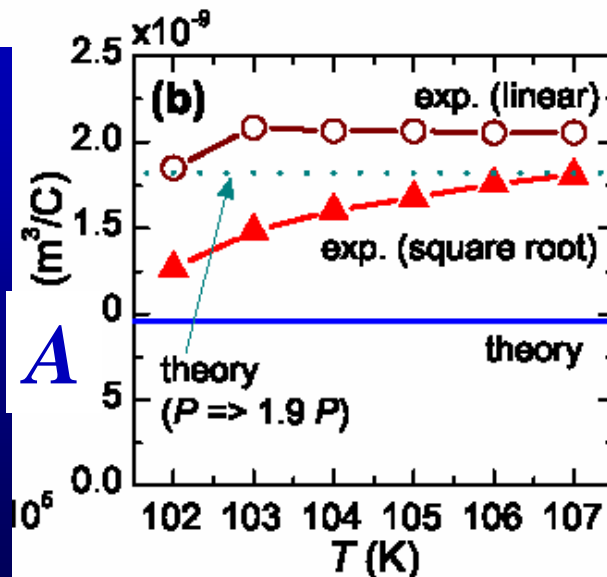 2.5 x10⁻⁹
(b) exp. (linear)
2.0
(m³/C)
1.5
exp. (square root)
0
A
theory
theory
(P => 1.9 P)
5
0.0
102 103 104 105 106 107
T (K)